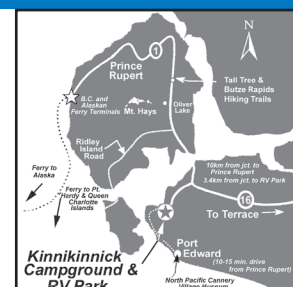 N
1
Prince
Rupert
Tall Tree &
Butze Rapids
Hiking Trails
B.C. and
Alaskan
Ferry Terminals
Mt. Hays
Oliver
Lake
Ridley
Island
Road
Ferry to
Alaska
10km from jct. to
Prince Rupert
3.4km from jct. to RV Park
Ferry to Pt.
Hardy & Queen
Charlotte
Islands
16
To Terrace
Port
Edward
(10-15 min. drive
from Prince Rupert)
Kinnikinnick
Campground &
RV Park
North Pacific Cannery
Village Museum